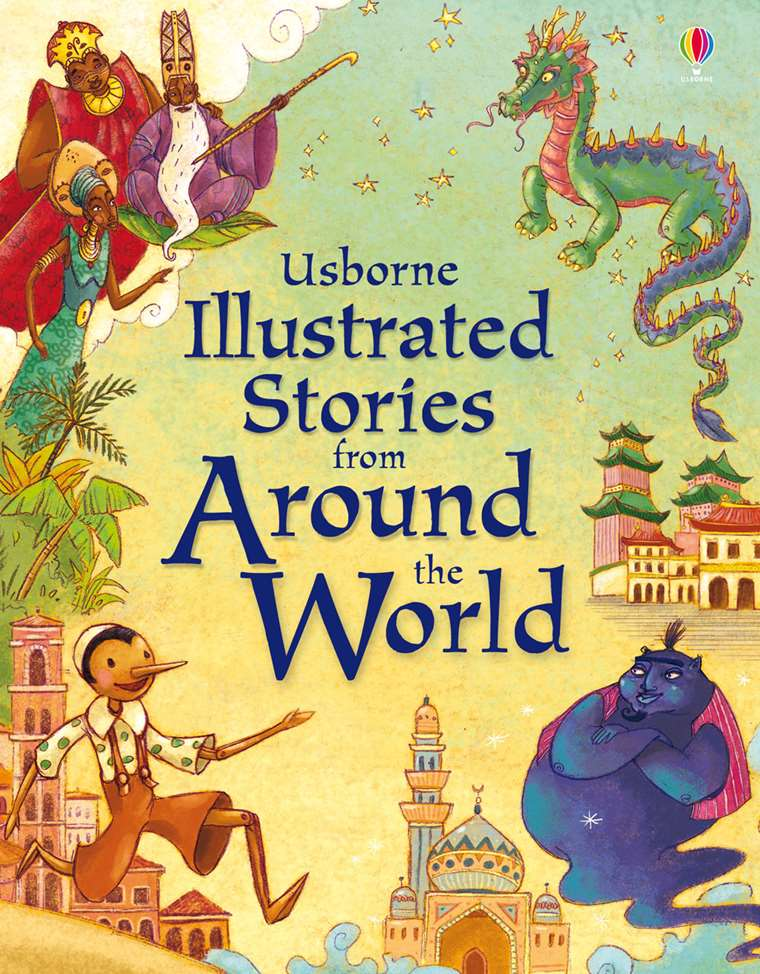 USBORNE
Usborne
Illustrated
Stories
from
Around
the
World